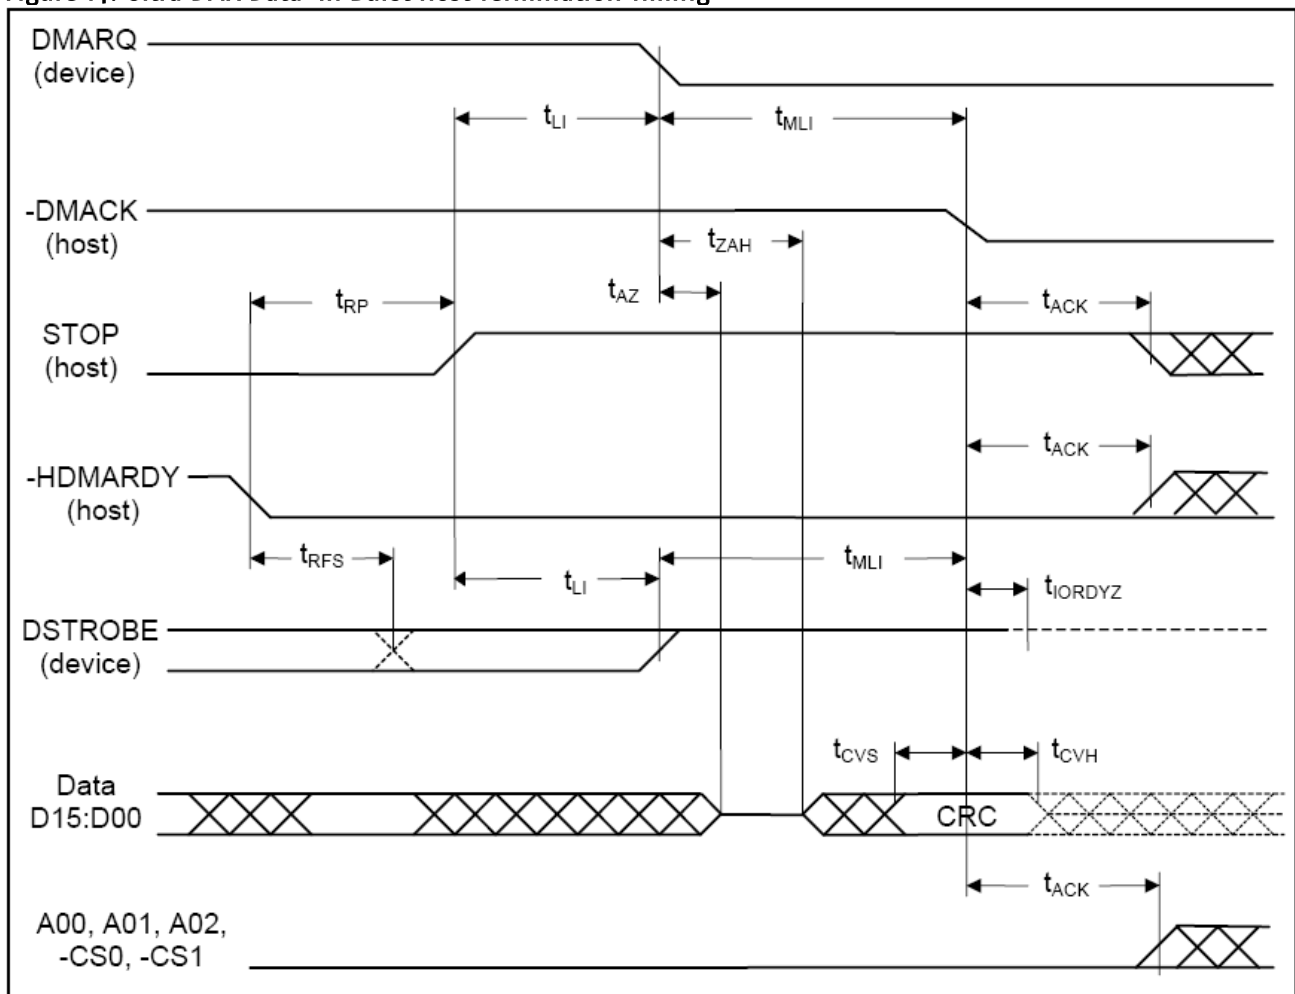 DMARQ
(device)
tLI
tMLI
-DMACK
(host)
tZAH
tAZ
tRP
tACK
STOP
(host)
tACK
-HDMARDY
(host)
tRFS
tLI
tMLI
tIORDYZ
DSTROBE
(device)
tCVS
tCVH
Data
D15:D00
CRC
tACK
A00, A01, A02,
-CS0, -CS1